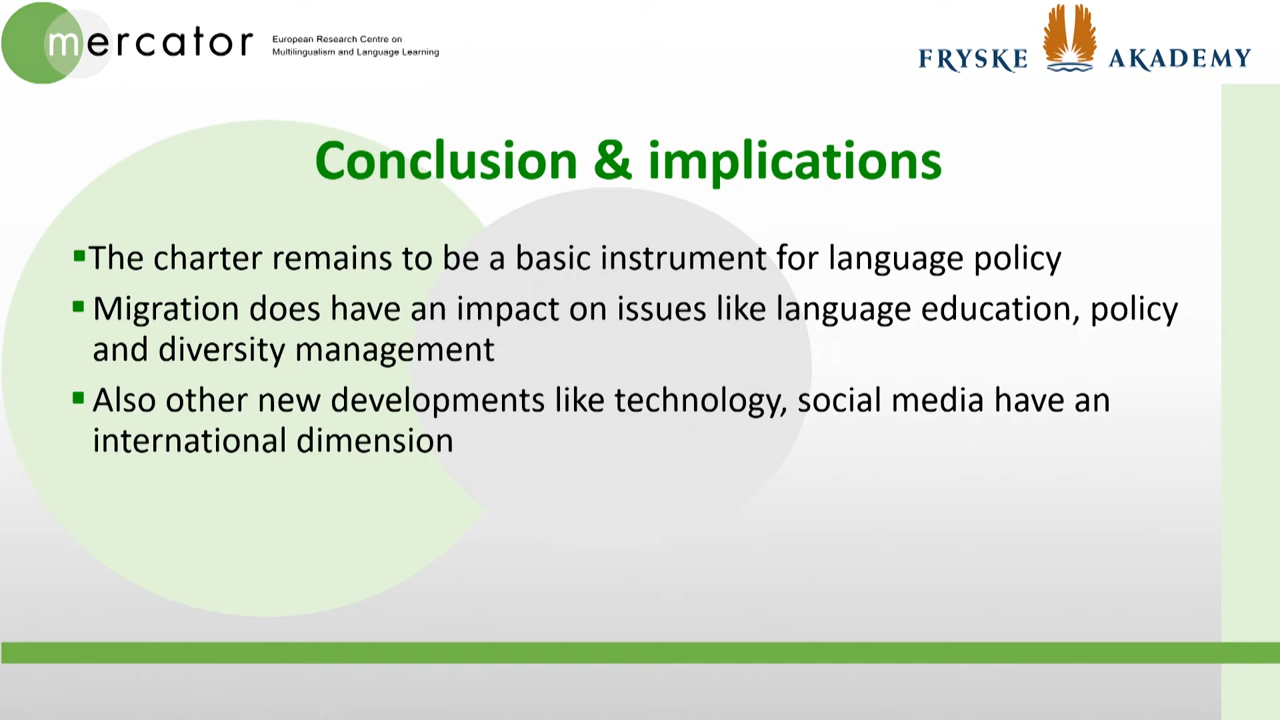 mercator
European Research Centre on
Multilingualism and Language Learning
FRYSKE AKADEMY
Conclusion & implications
▪The charter remains to be a basic instrument for language policy
▪ Migration does have an impact on issues like language education, policy
and diversity management
▪ Also other new developments like technology, social media have an
international dimension